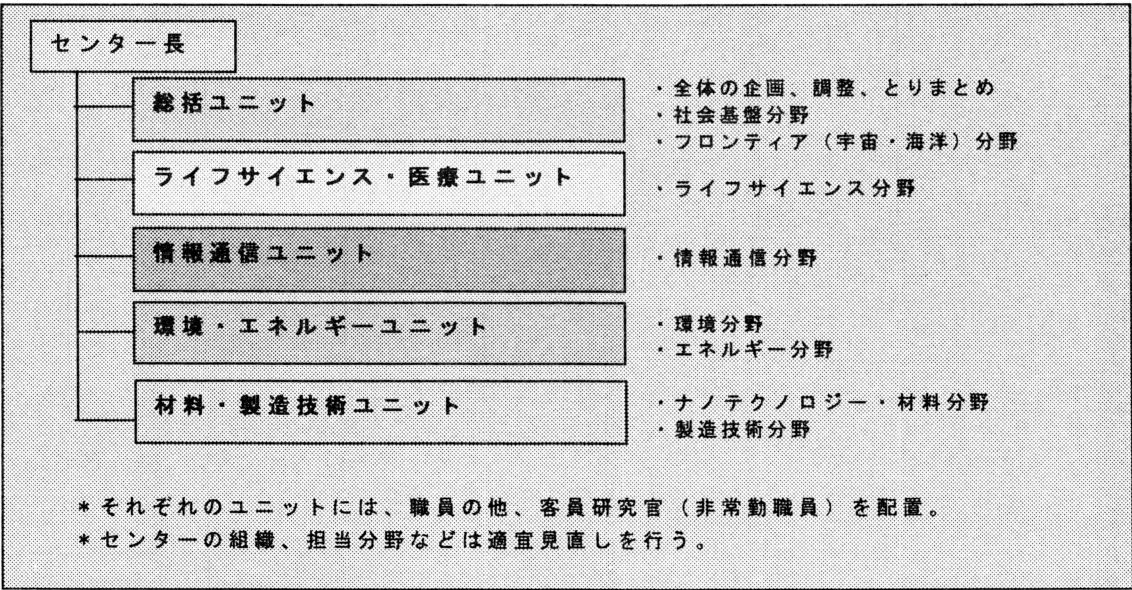 センター長
総括ユニット
・全体の企画、調整、とりまとめ
・社会基盤分野
・フロンティア（宇宙・海洋）分野
ライフサイエンス・医療ユニット
・ライフサイエンス分野
情報通信ユニット
・情報通信分野
環境・エネルギーユニット
・環境分野
・エネルギー分野
材料・製造技術ユニット
・ナノテクノロジー・材料分野
・製造技術分野
＊それぞれのユニットには、職員の他、客員研究官（非常勤職員）を配置。
＊センターの組織、担当分野などは適宜見直しを行う。